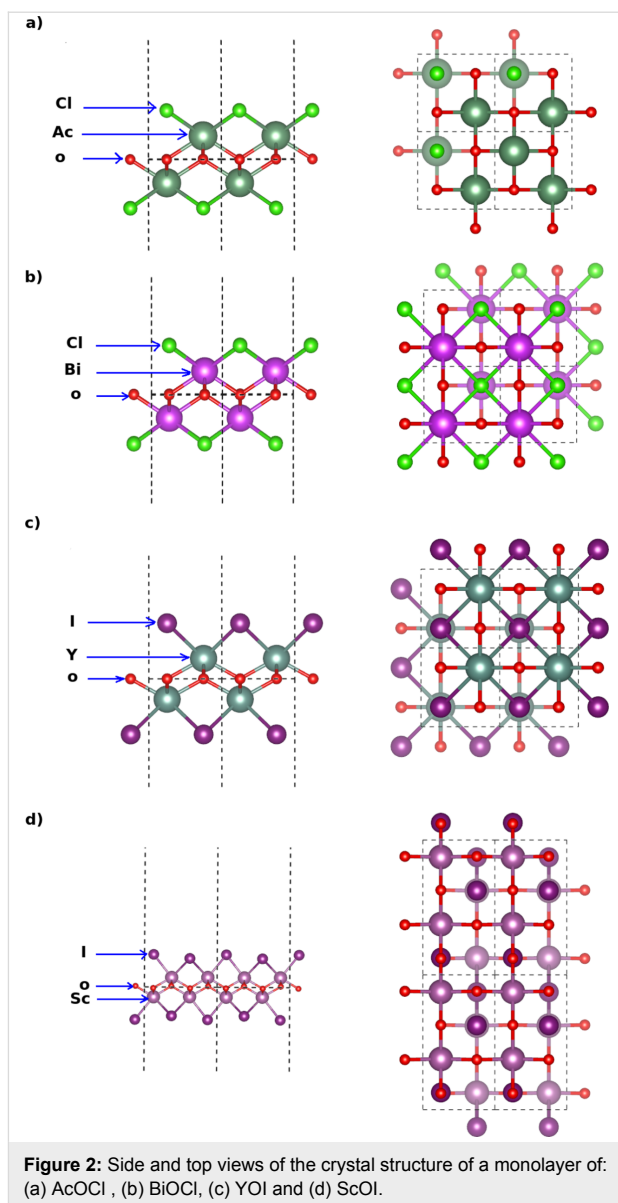 a)
Cl
Ac
o
b)
Cl
Bi
o
c)
I
Y
o
d)
I
o
Sc
Figure 2: Side and top views of the crystal structure of a monolayer of:
(a) AcOCl , (b) BiOCl, (c) YOI and (d) ScOI.